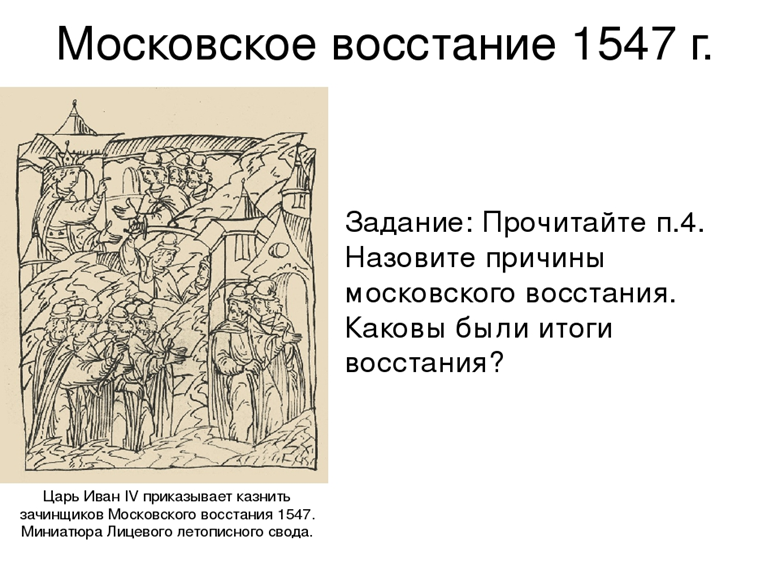 Московское восстание 1547 г.
Задание: Прочитайте п.4.
Назовите причины
московского восстания.
Каковы были итоги
восстания?
Царь Иван IV приказывает казнить
зачинщиков Московского восстания 1547.
Миниатюра Лицевого летописного свода.